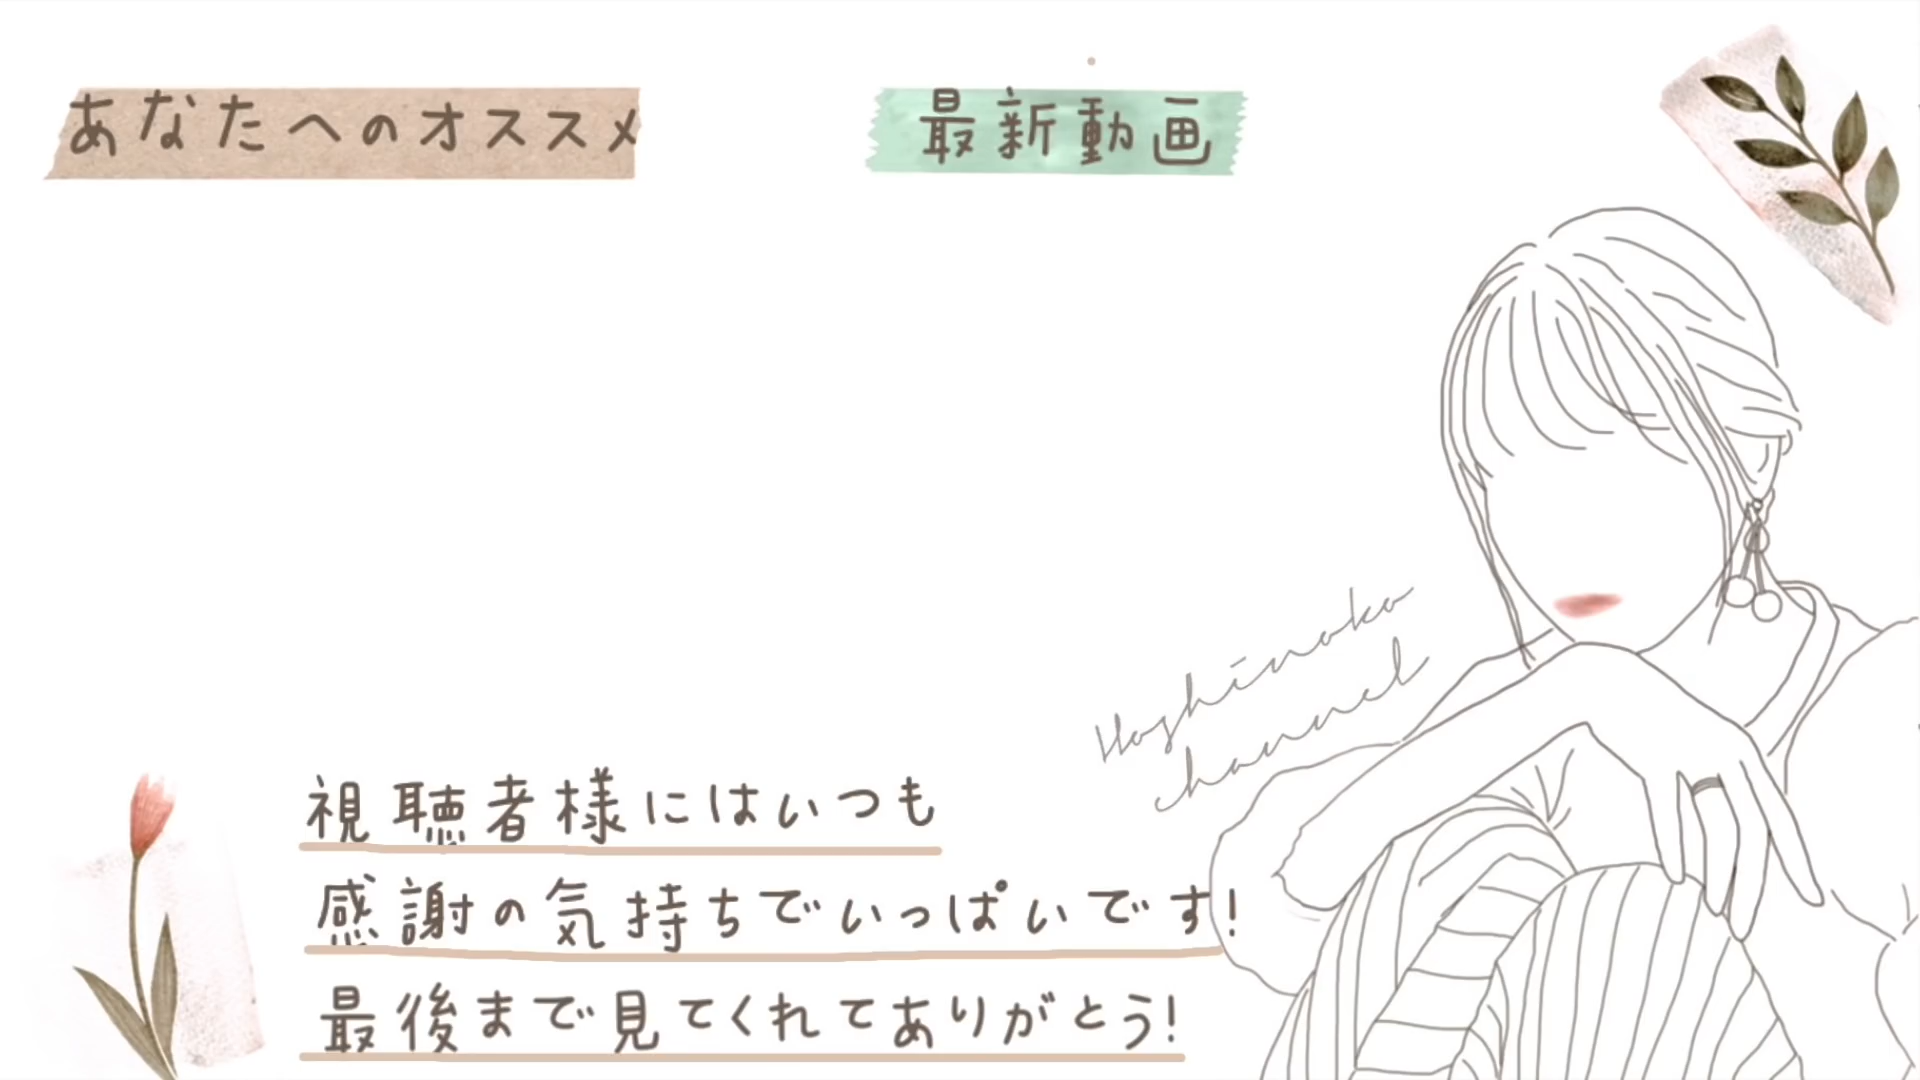 あなたへのオススメ
最新動画
Hoshinoko
channel
視聴者様にはいつも
感謝の気持ちでいっぱいです!
最後まで見てくれてありがとう!